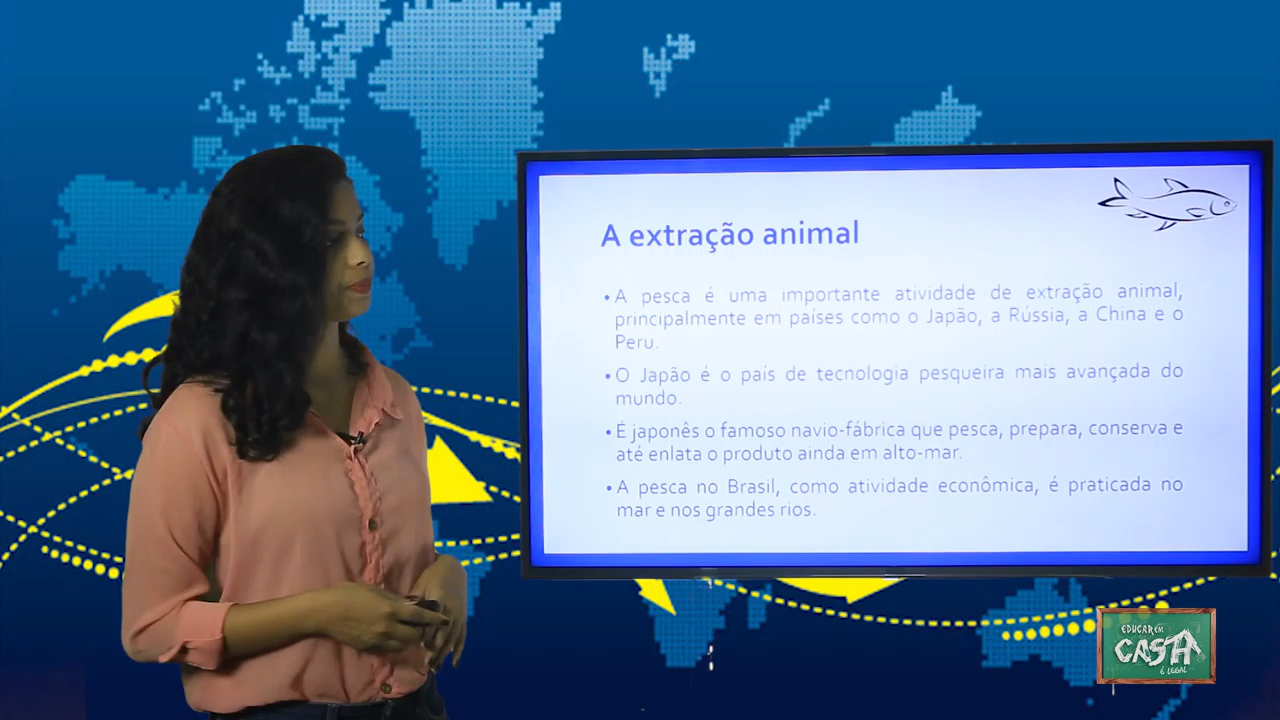 A extração animal
• A pesca é uma importante atividade de extração animal,
principalmente em países como o Japão, a Rússia, a China e o
Peru.
• O Japão é o país de tecnologia pesqueira mais avançada do
mundo.
• É japonês o famoso navio-fábrica que pesca, prepara, conserva e
até enlata o produto ainda em alto-mar.
• A pesca no Brasil, como atividade econômica, é praticada no
mar e nos grandes rios.
EDUCAR EM
CASA
É LEGAL